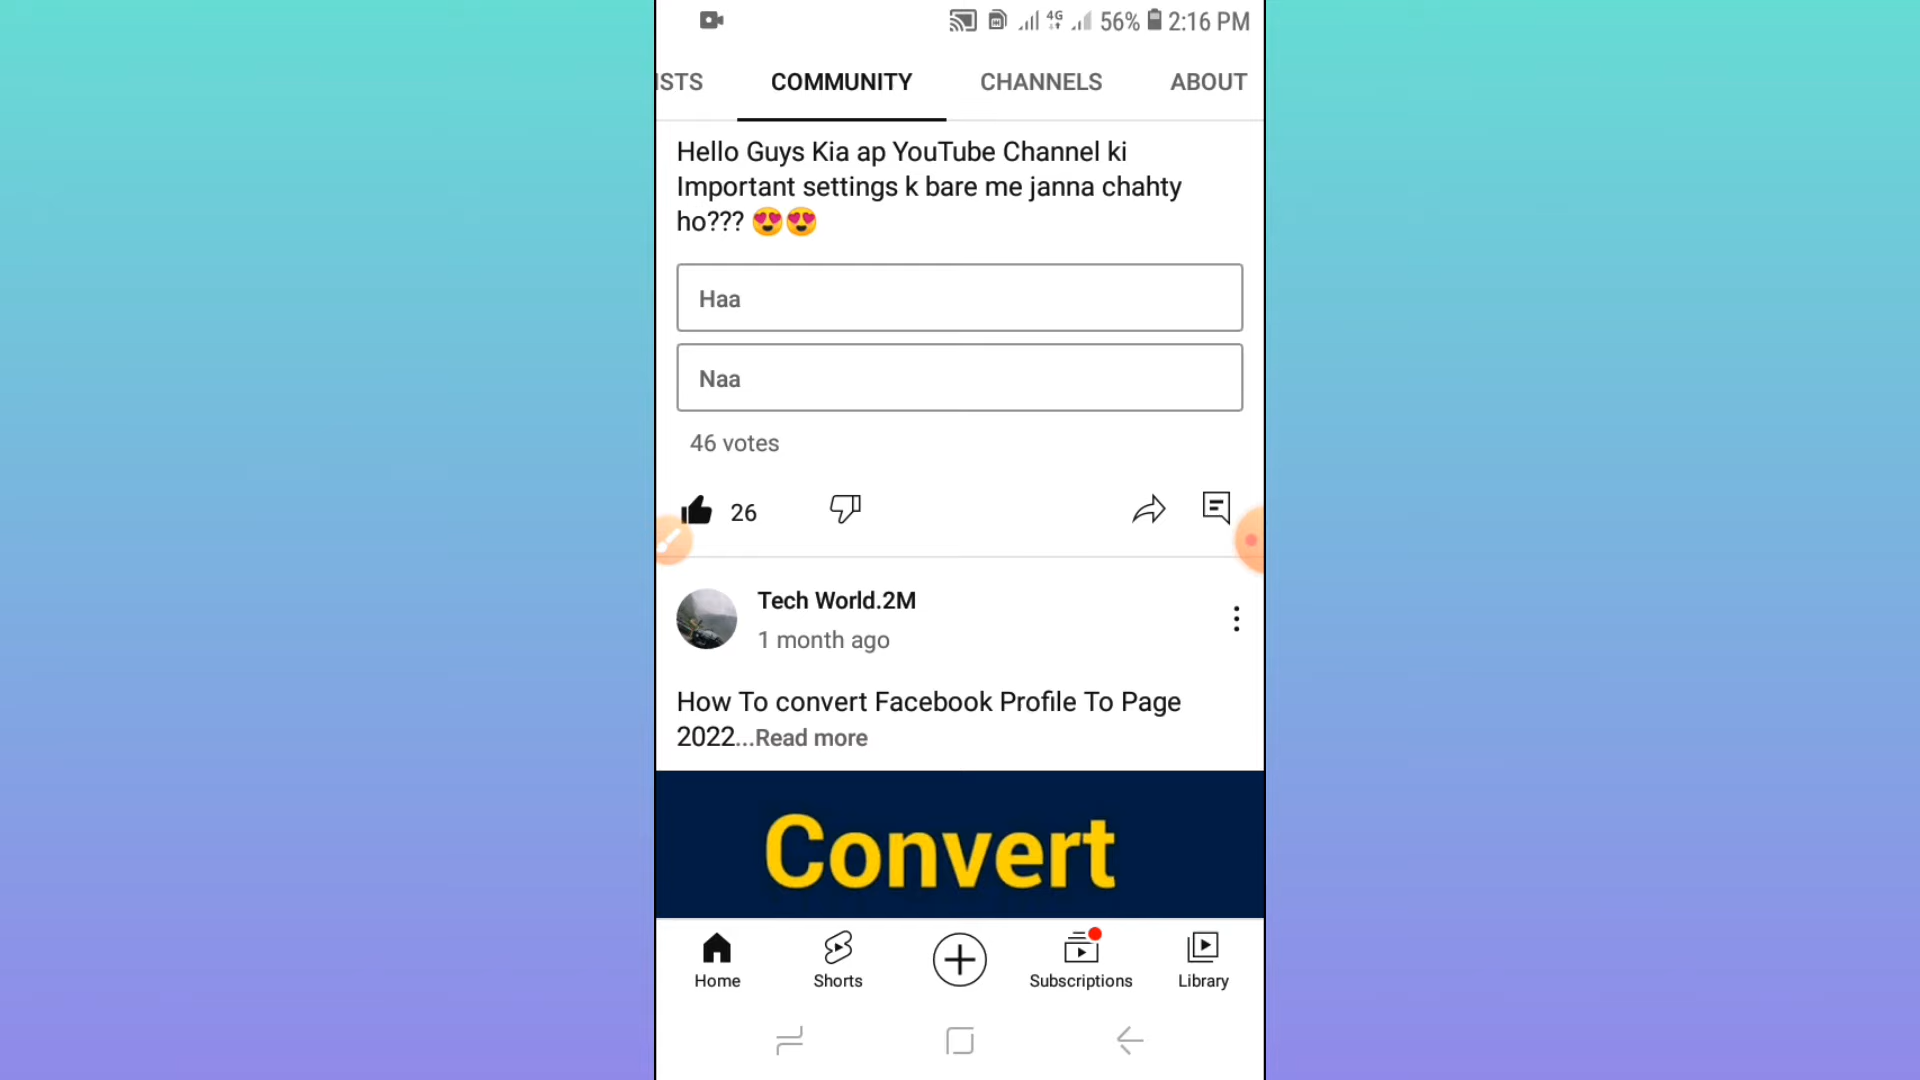 4G 56% 2:16 PM
ISTS COMMUNITY CHANNELS ABOUT
Hello Guys Kia ap YouTube Channel ki
Important settings k bare me janna chahty
ho??? 😍😍
Haa
Naa
46 votes
26
Tech World.2M
1 month ago
How To convert Facebook Profile To Page
2022...Read more
Convert
Home Shorts Subscriptions Library